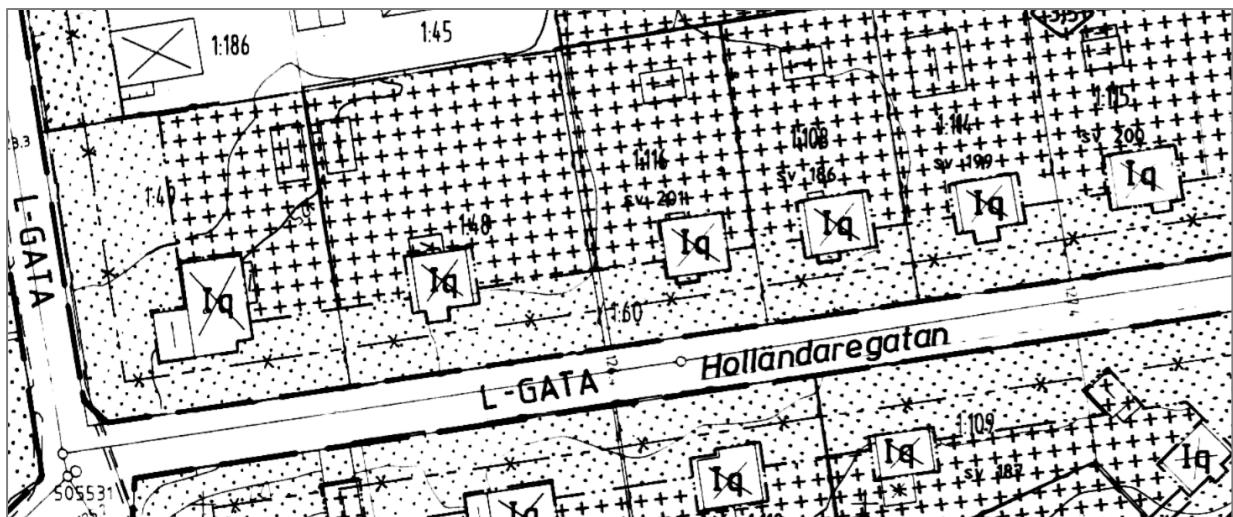 1:186
1:45
1:115
sv 200
1:114
sv 199
1:108
sv 186
1:116
sv 201
1:49
1:48
Iq
Iq
Iq
Iq
Iq
Iq
L-GATA
1:60
Holländaregatan
L-GATA
1:109
sv 187
Iq
Iq
Iq
Iq
505531